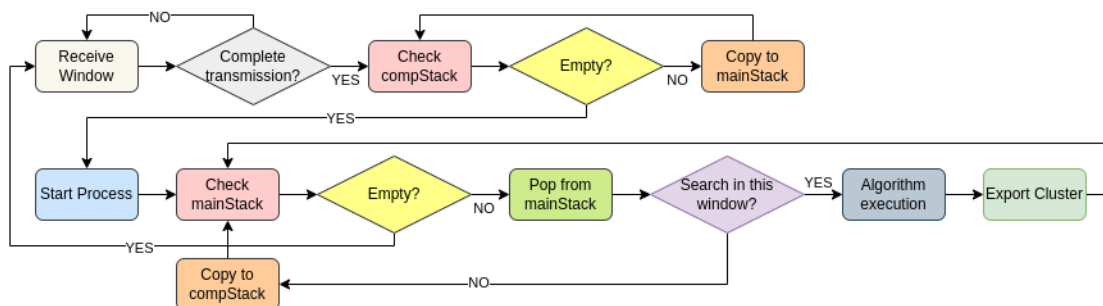 NO
Receive
Window
Complete
transmission?
YES
Check
compStack
Empty?
NO
Copy to
mainStack
YES
Start Process
Check
mainStack
Empty?
NO
Pop from
mainStack
Search in this
window?
YES
Algorithm
execution
Export Cluster
YES
Copy to
compStack
NO